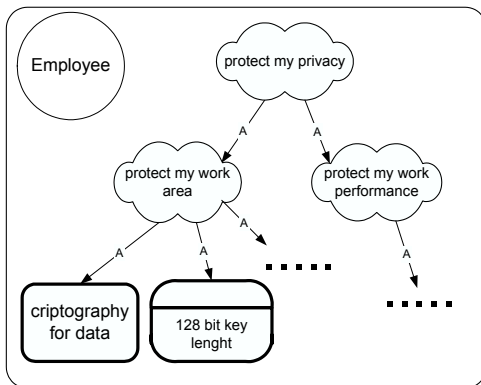 Employee
protect my privacy
A
A
protect my work
area
protect my work
performance
A
A
A
A
criptography
for data
128 bit key
lenght